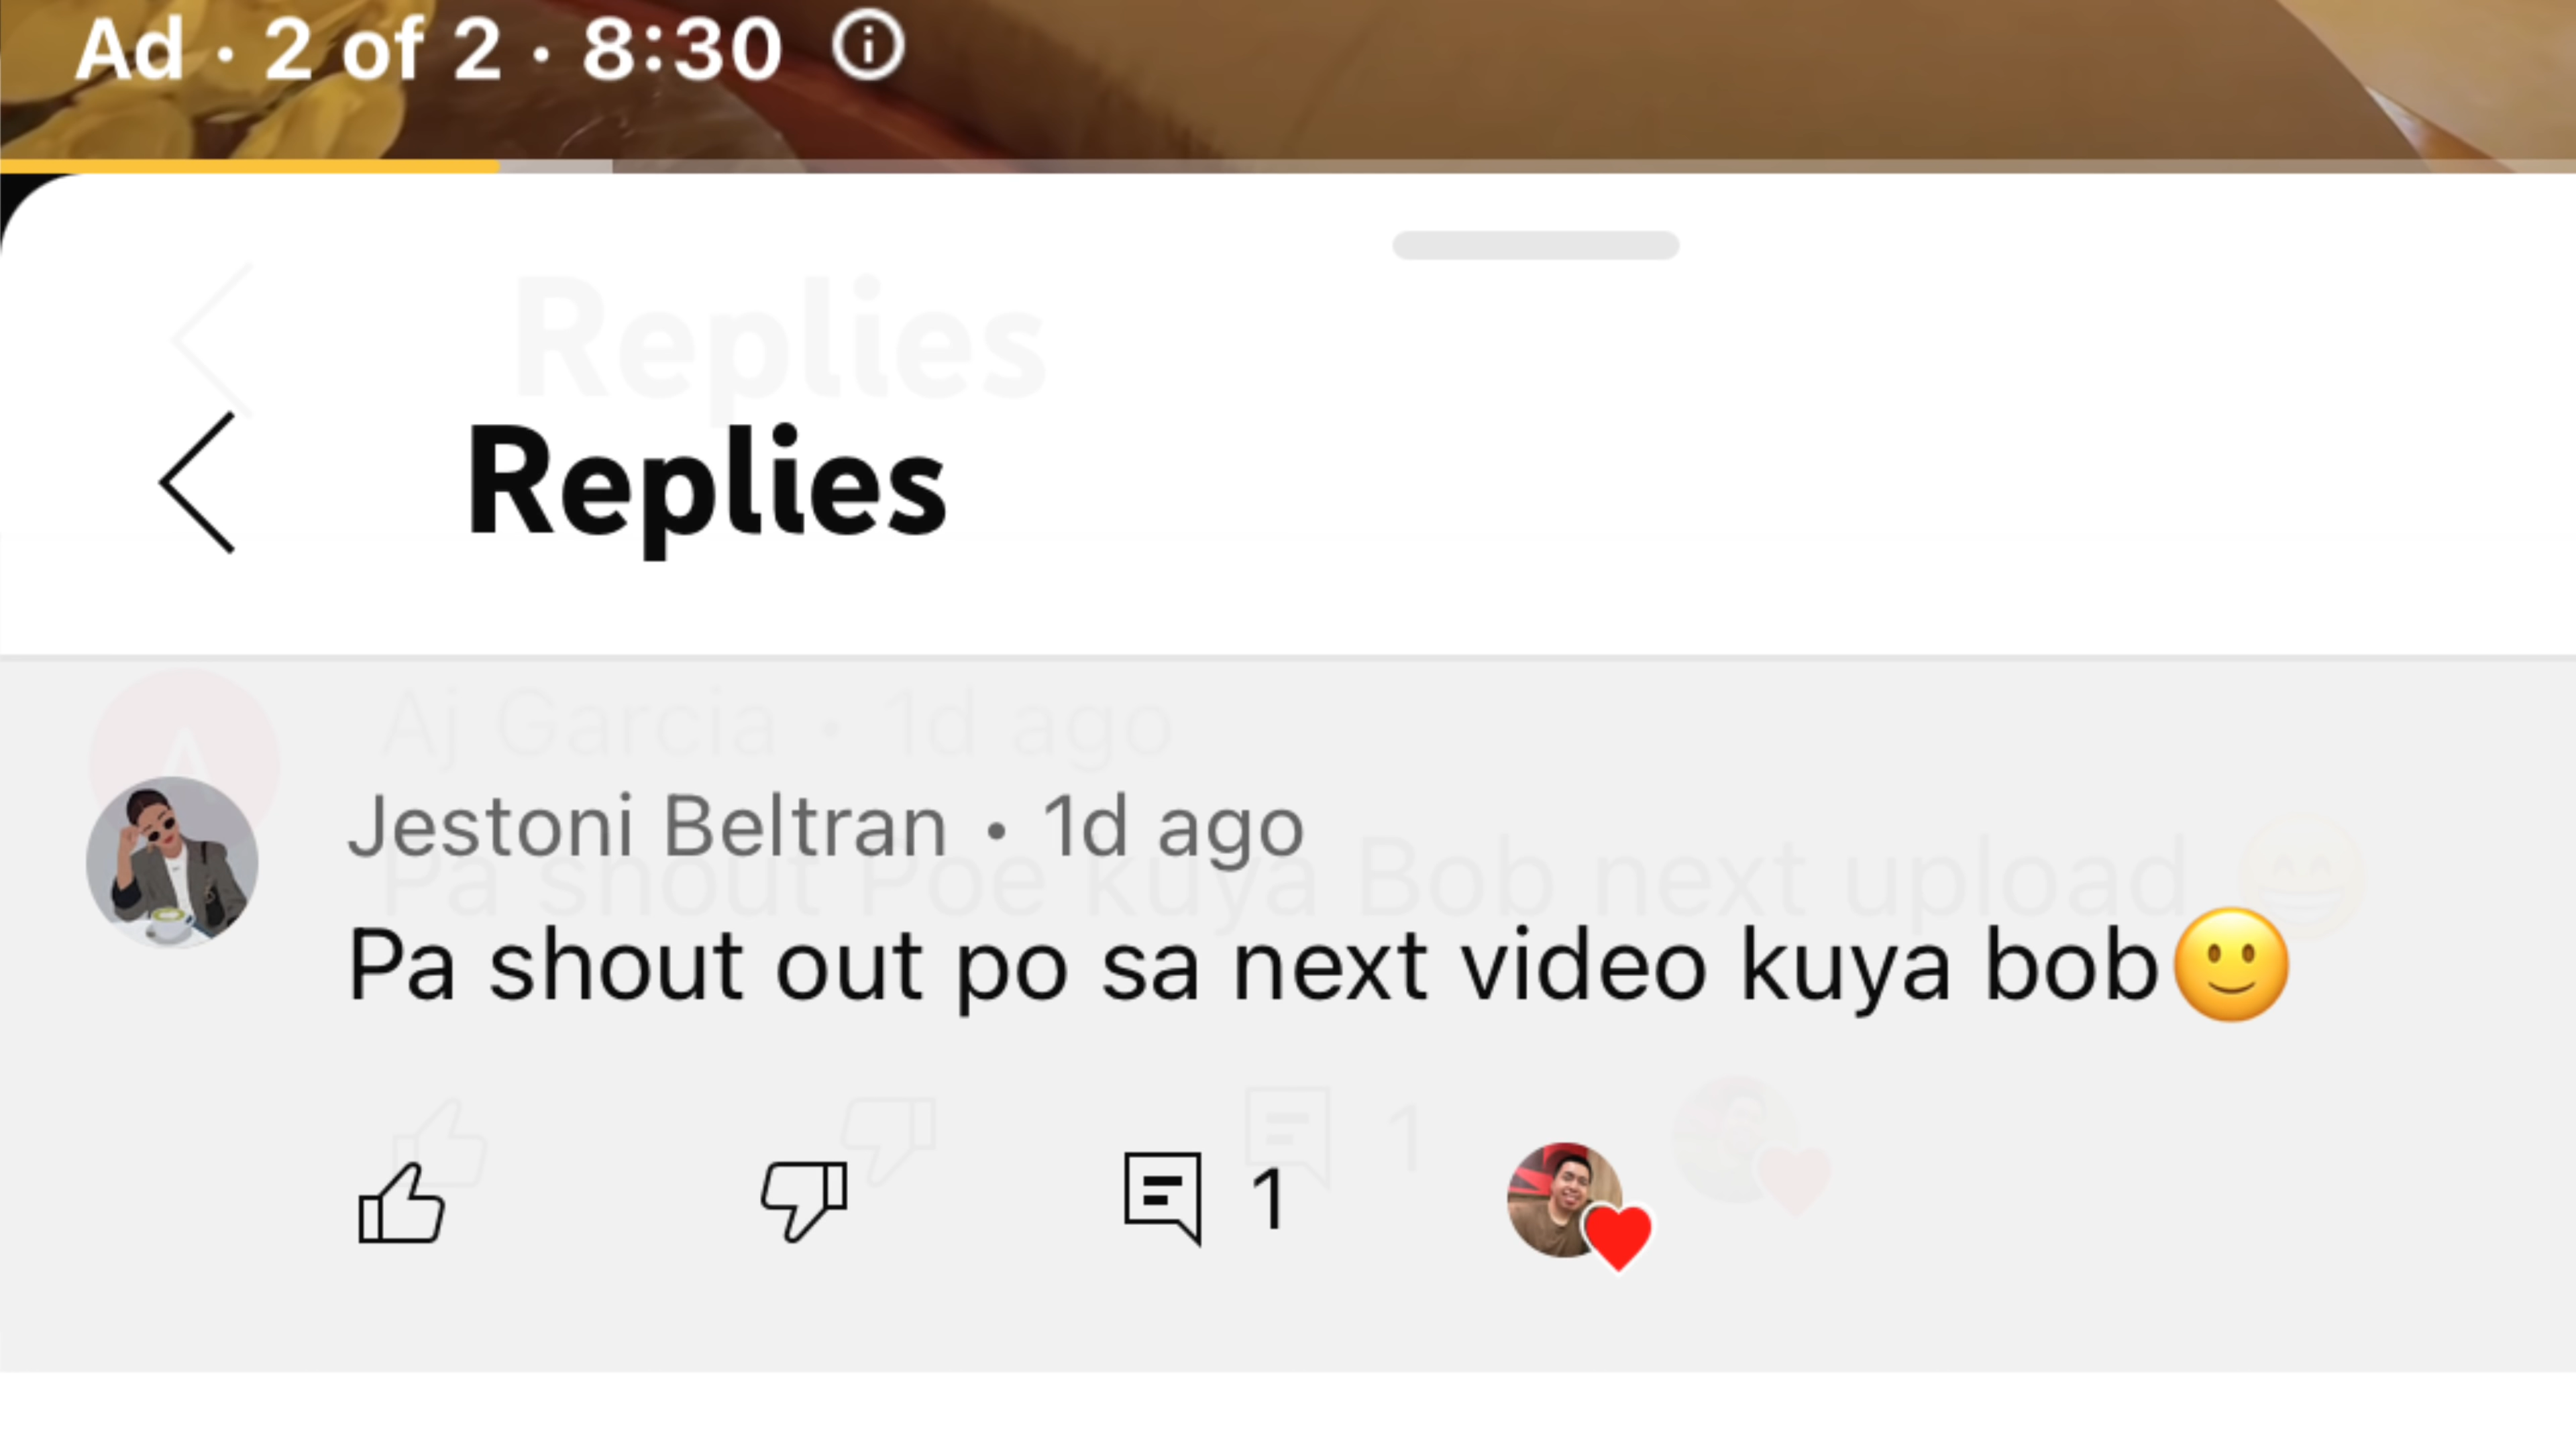 Ad · 2 of 2 · 8:30
Replies
Replies
Aj Garcia · 1d ago
Jestoni Beltran · 1d ago
Pa shout Poe kuya Bob next upload 😁
Pa shout out po sa next video kuya bob🙂
1
1